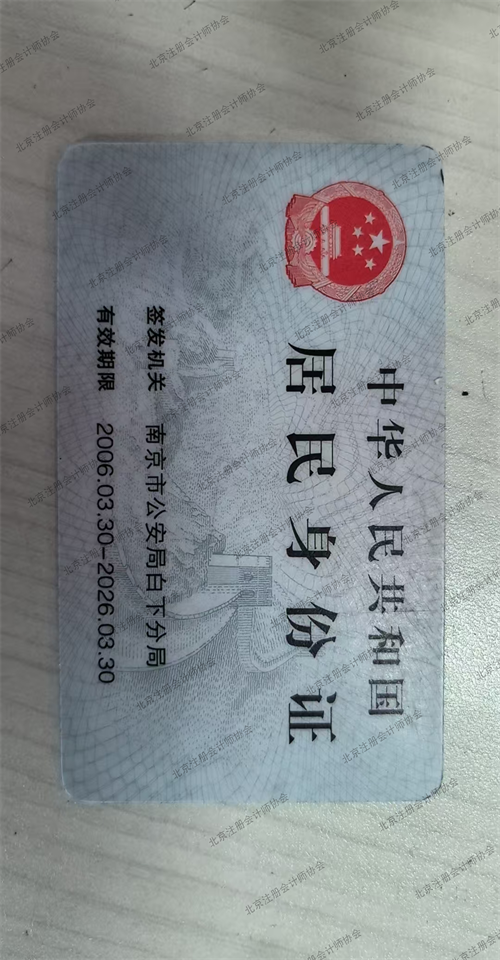 中华人民共和国
居民身份证
签发机关 南京市公安局白下分局
有效期限 2006.03.30-2026.03.30
北京注册会计师协会